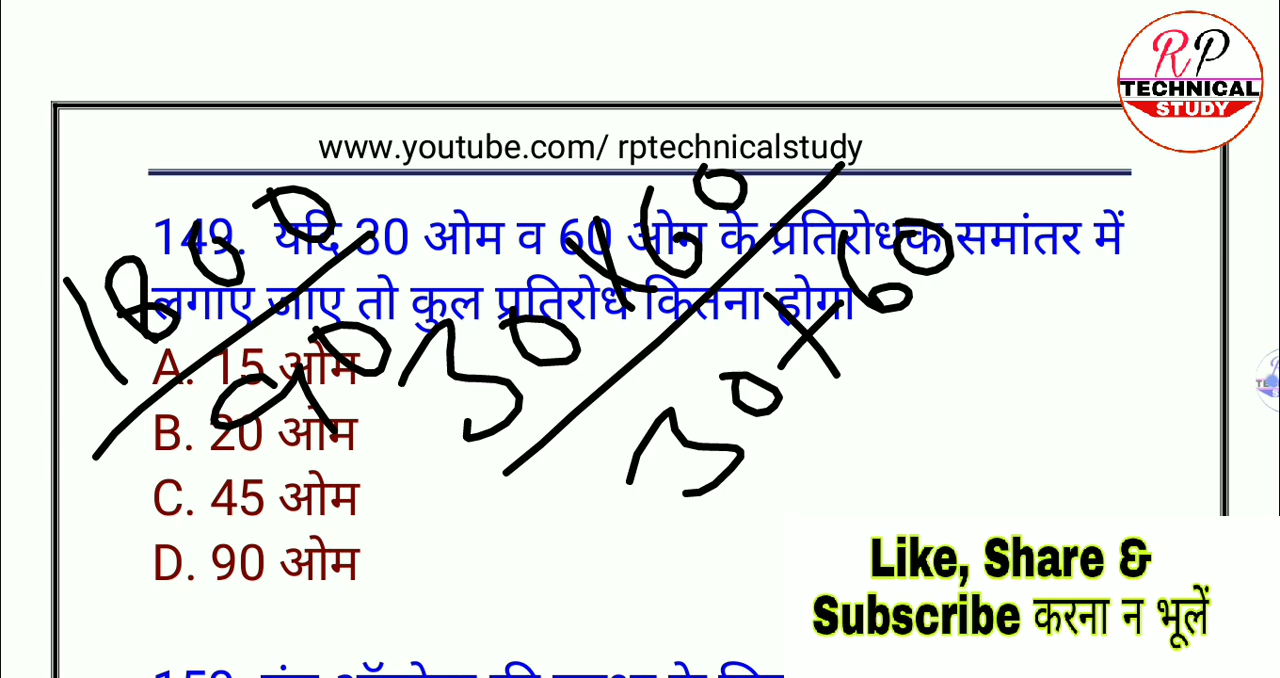 RP
TECHNICAL
STUDY
www.youtube.com/ rptechnicalstudy
149. यदि 30 ओम व 60 ओम के प्रतिरोधक समांतर में
लगाए जाए तो कुल प्रतिरोध कितना होगा
A. 15 ओम
B. 20 ओम
C. 45 ओम
D. 90 ओम
1800/90
30×60/30+60
Like, Share &
Subscribe करना न भूलें